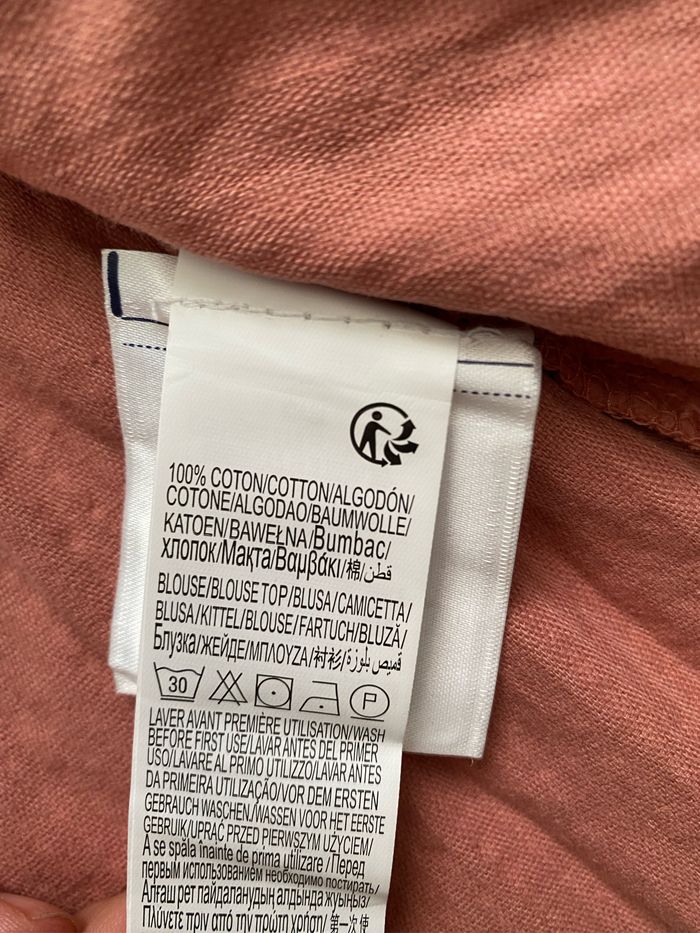 100% COTON/COTTON/ALGODÓN/
COTONE/ALGODAO/BAUMWOLLE/
KATOEN/BAWEŁNA/Bumbac/
хлопок/Мақта/Βαμβάκι/棉/قطن
BLOUSE/BLOUSE TOP/BLUSA/CAMICETTA/
BLUSA/KITTEL/BLOUSE/FARTUCH/BLUZĂ/
Блузка/ЖЕЙДЕ/ΜΠΛΟΥΖΑ/衬衫/قميص بلوزة
30 P
LAVER AVANT PREMIÈRE UTILISATION/WASH
BEFORE FIRST USE/LAVAR ANTES DEL PRIMER
USO/LAVARE AL PRIMO UTILIZZO/LAVAR ANTES
DA PRIMEIRA UTILIZAÇÃO/VOR DEM ERSTEN
GEBRAUCH WASCHEN./WASSEN VOOR HET EERSTE
GEBRUIK/UPRAĆ PRZED PIERWSZYM UŻYCIEM/
A se spăla înainte de prima utilizare /Перед
первым использованием необходимо постирать/
Алғаш рет пайдаланудың алдында жуыңыз/
Πλύνετε πριν από την πρώτη χρήση/ 第一次使